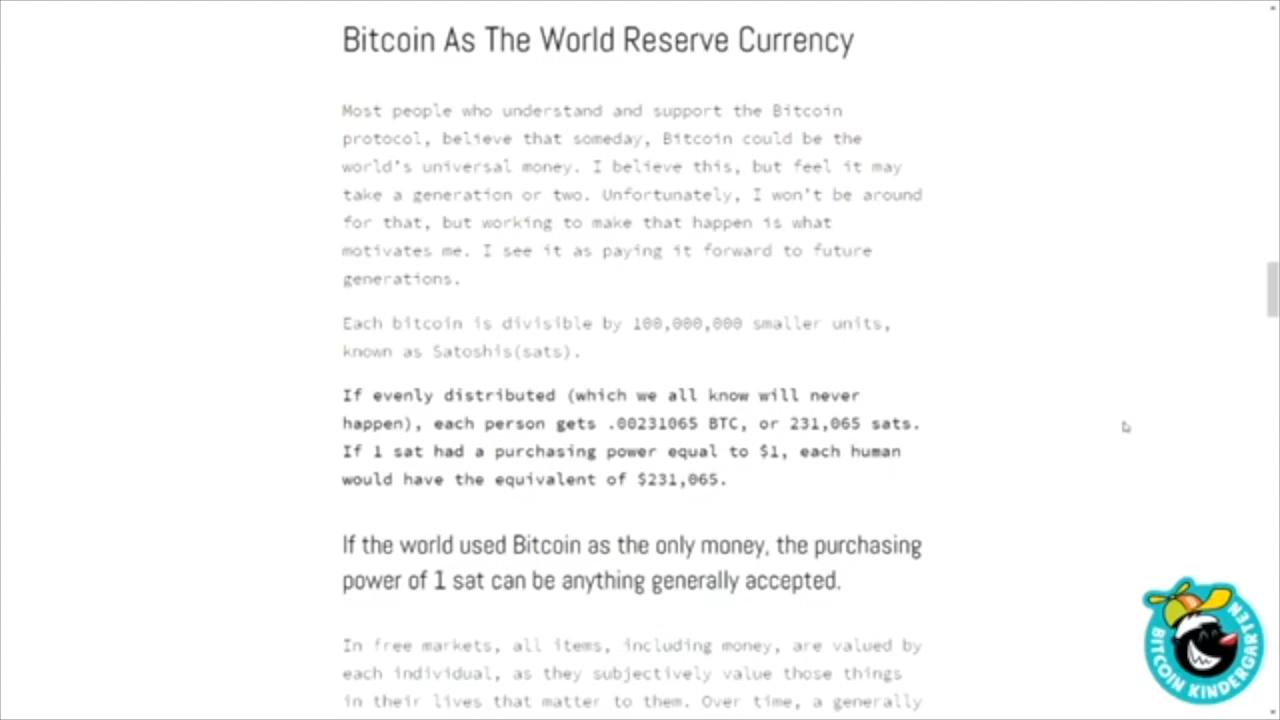 Bitcoin As The World Reserve Currency
Most people who understand and support the Bitcoin
protocol, believe that someday, Bitcoin could be the
world's universal money. I believe this, but feel it may
take a generation or two. Unfortunately, I won't be around
for that, but working to make that happen is what
motivates me. I see it as paying it forward to future
generations.
Each bitcoin is divisible by 100,000,000 smaller units,
known as Satoshis(sats).
If evenly distributed (which we all know will never
happen), each person gets .00231065 BTC, or 231,065 sats.
If 1 sat had a purchasing power equal to $1, each human
would have the equivalent of $231,065.
If the world used Bitcoin as the only money, the purchasing
power of 1 sat can be anything generally accepted.
In free markets, all items, including money, are valued by
each individual, as they subjectively value those things
in their lives that matter to them. Over time, a generally
BITCOIN KINDERGARTEN